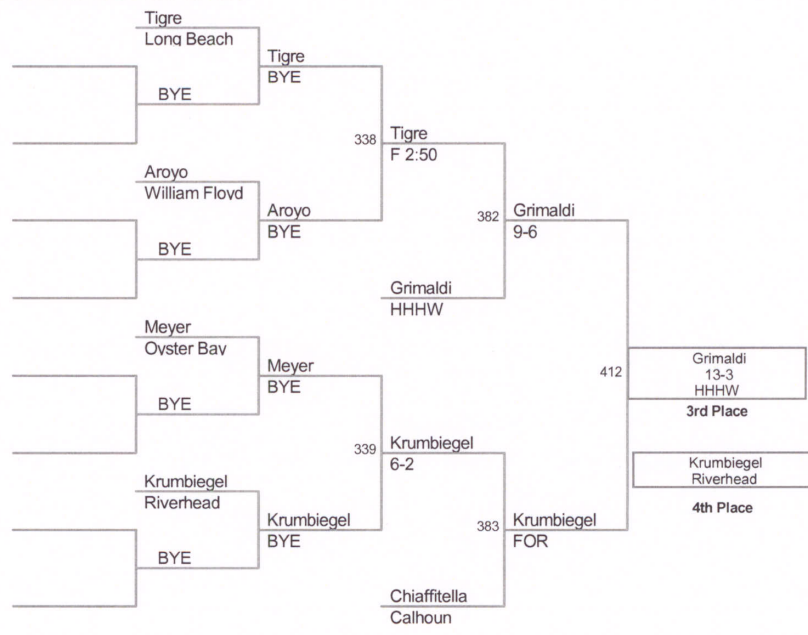 Tigre
Long Beach
Tigre
BYE
BYE
338
Tigre
F 2:50
Aroyo
William Floyd
Aroyo
BYE
BYE
382
Grimaldi
9-6
Grimaldi
HHHW
Meyer
Oyster Bay
Meyer
BYE
BYE
412
Grimaldi
13-3
HHHW
3rd Place
339
Krumbiegel
6-2
Krumbiegel
Riverhead
4th Place
Krumbiegel
Riverhead
Krumbiegel
BYE
BYE
383
Krumbiegel
FOR
Chiaffitella
Calhoun